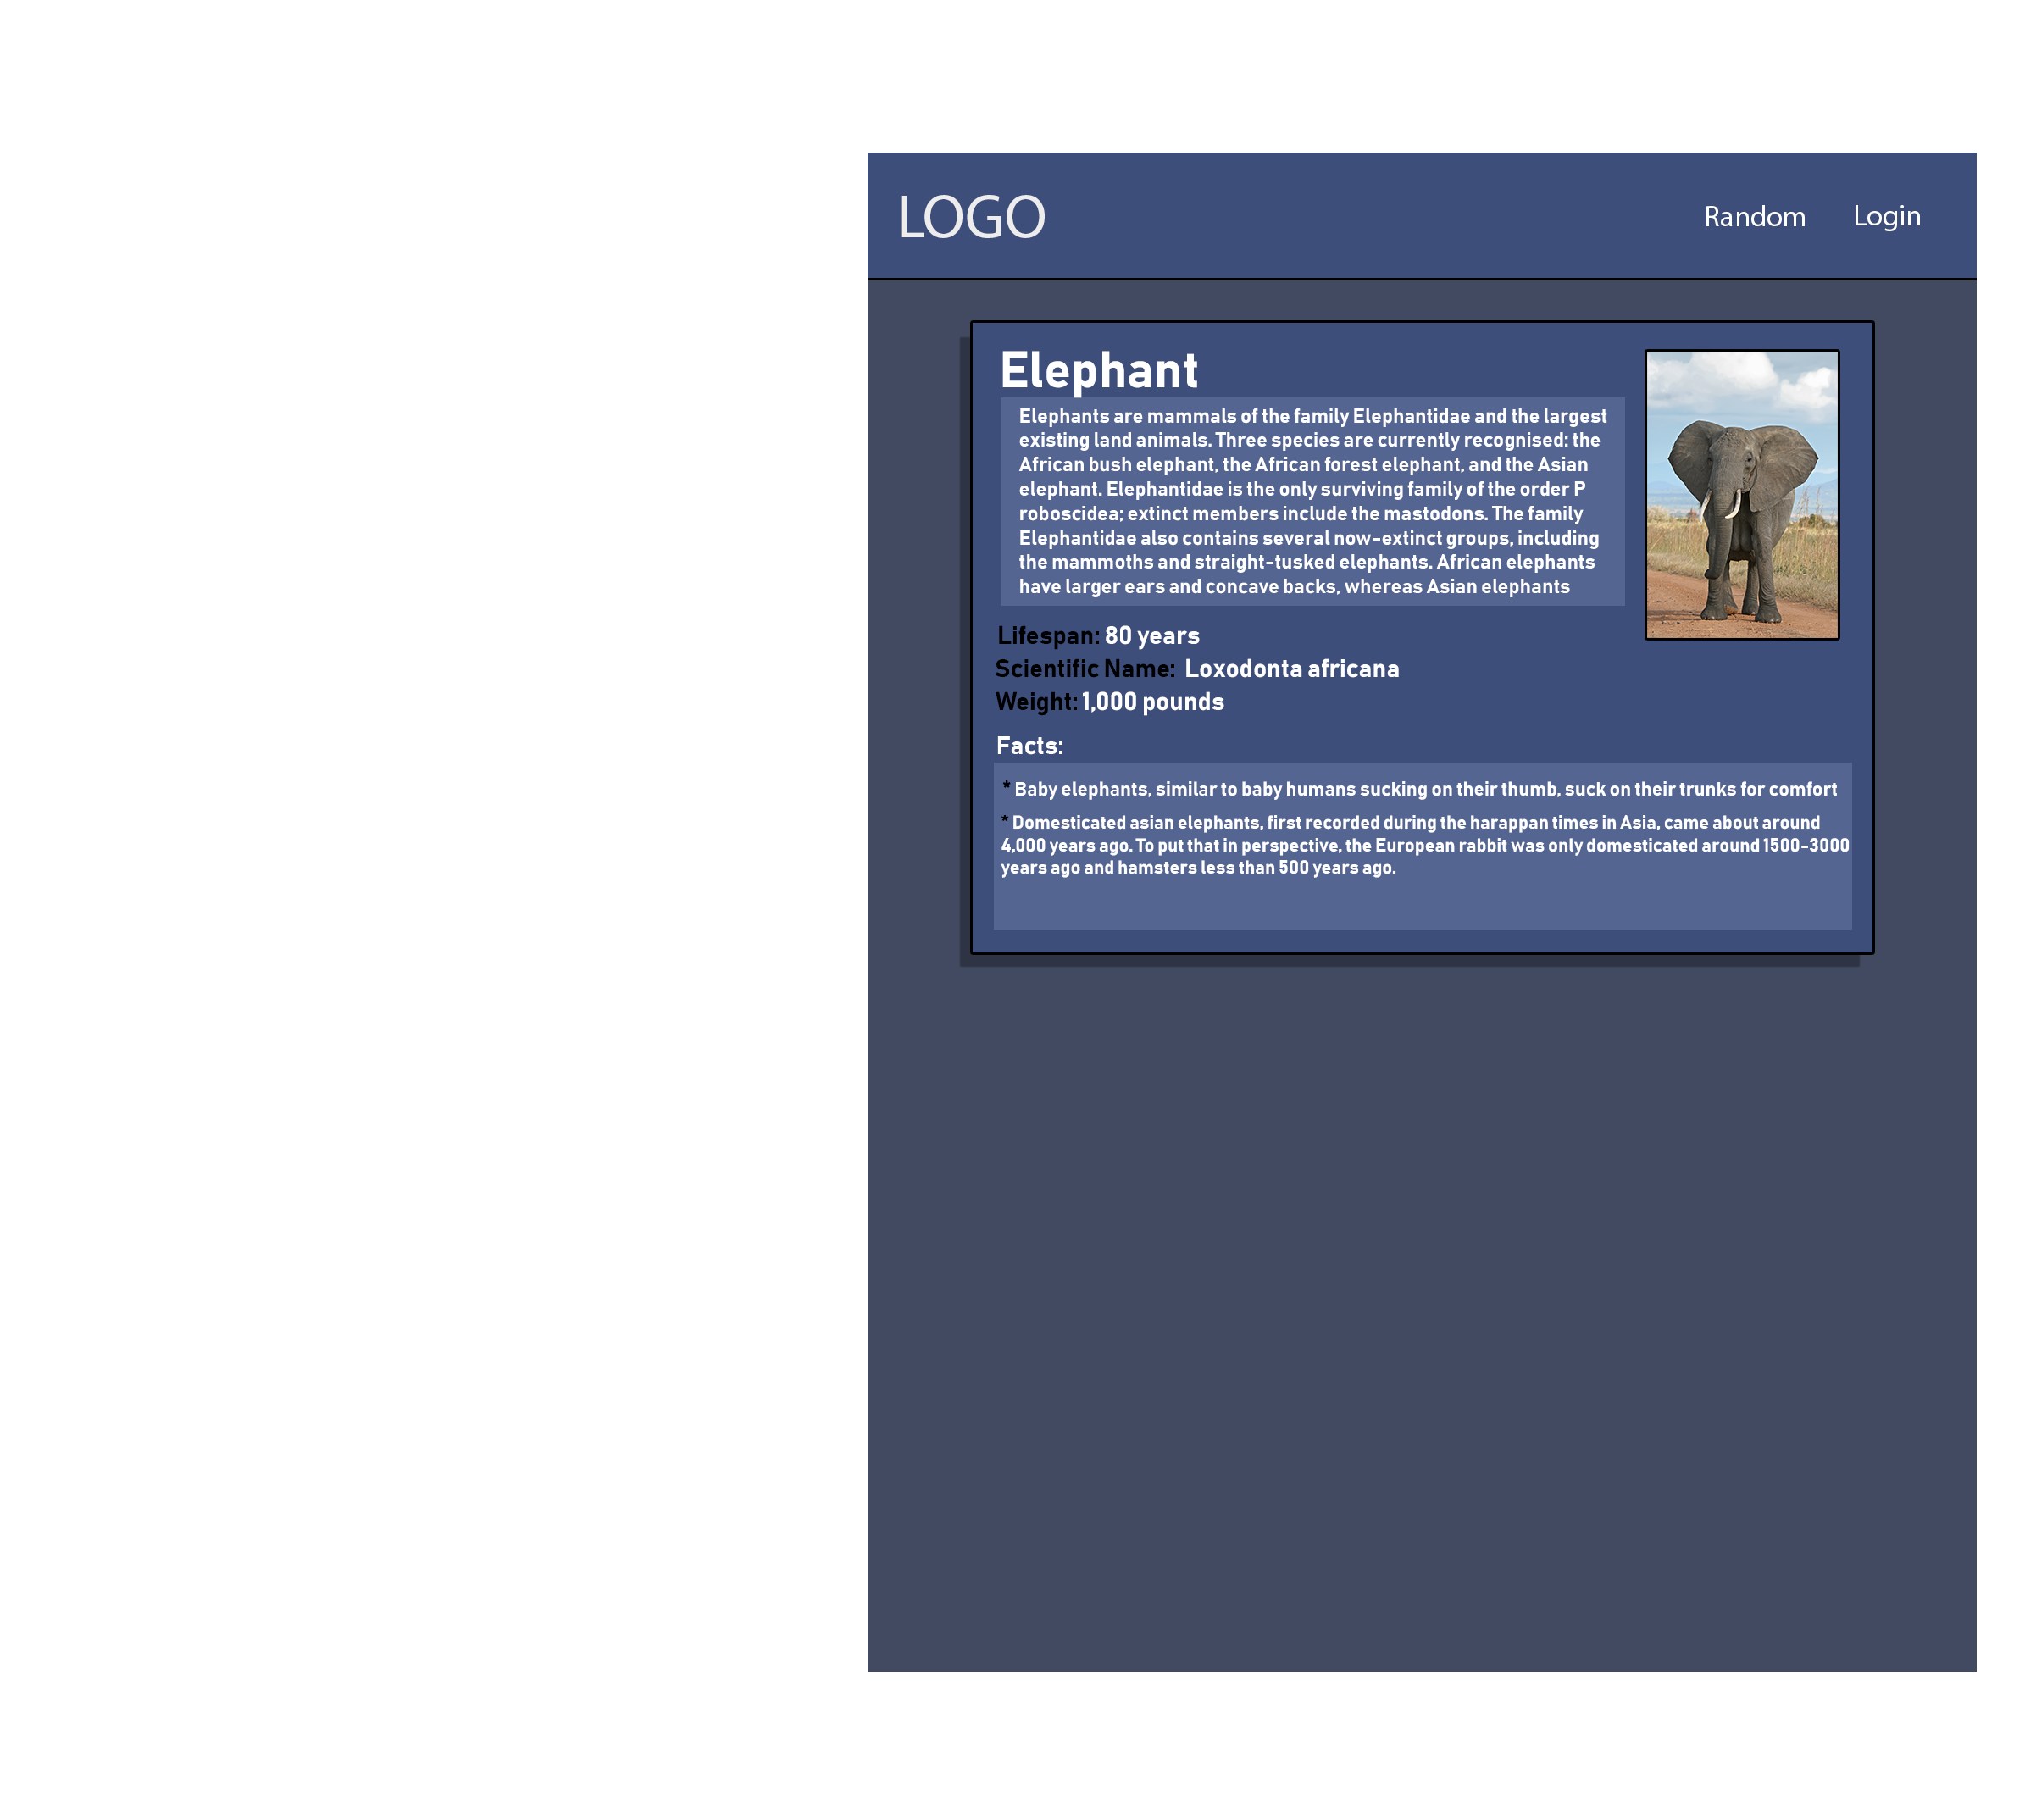 LOGO
Random Login
Elephant
Elephants are mammals of the family Elephantidae and the largest
existing land animals. Three species are currently recognised: the
African bush elephant, the African forest elephant, and the Asian
elephant. Elephantidae is the only surviving family of the order P
roboscidea; extinct members include the mastodons. The family
Elephantidae also contains several now-extinct groups, including
the mammoths and straight-tusked elephants. African elephants
have larger ears and concave backs, whereas Asian elephants
Lifespan: 80 years
Scientific Name: Loxodonta africana
Weight: 1,000 pounds
Facts:
* Baby elephants, similar to baby humans sucking on their thumb, suck on their trunks for comfort
* Domesticated asian elephants, first recorded during the harappan times in Asia, came about around
4,000 years ago. To put that in perspective, the European rabbit was only domesticated around 1500-3000
years ago and hamsters less than 500 years ago.